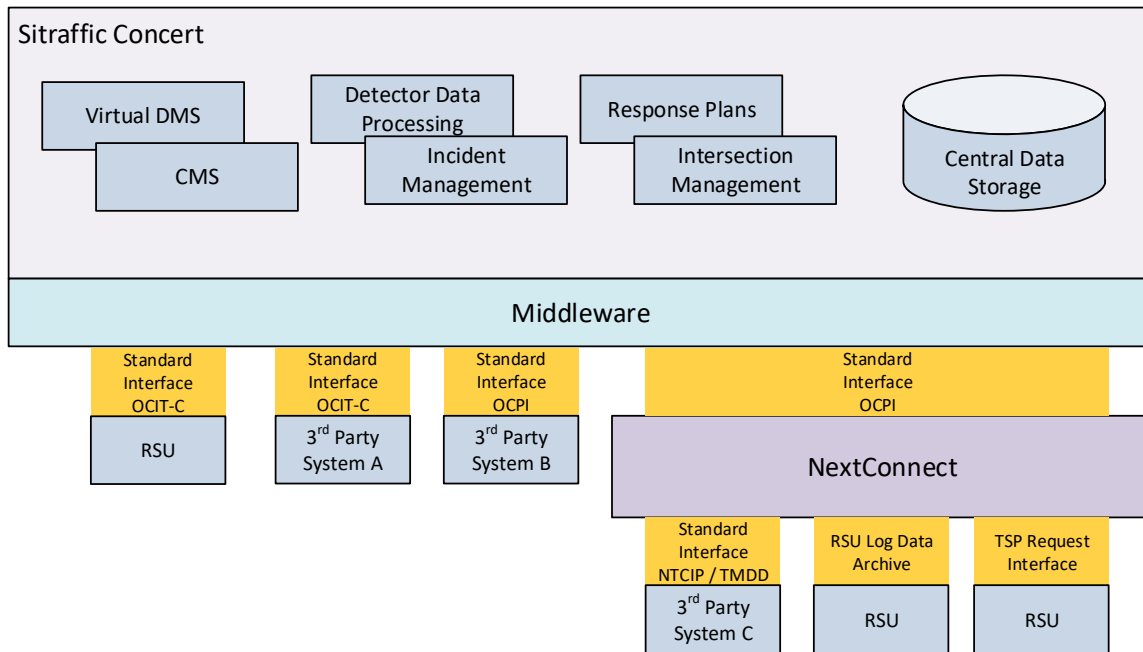 Sitraffic Concert
Virtual DMS
CMS
Detector Data
Processing
Incident
Management
Response Plans
Intersection
Management
Central Data
Storage
Middleware
Standard
Interface
OCIT-C
RSU
Standard
Interface
OCIT-C
3rd Party
System A
Standard
Interface
OCPI
3rd Party
System B
Standard
Interface
OCPI
NextConnect
Standard
Interface
NTCIP / TMDD
3rd Party
System C
RSU Log Data
Archive
RSU
TSP Request
Interface
RSU